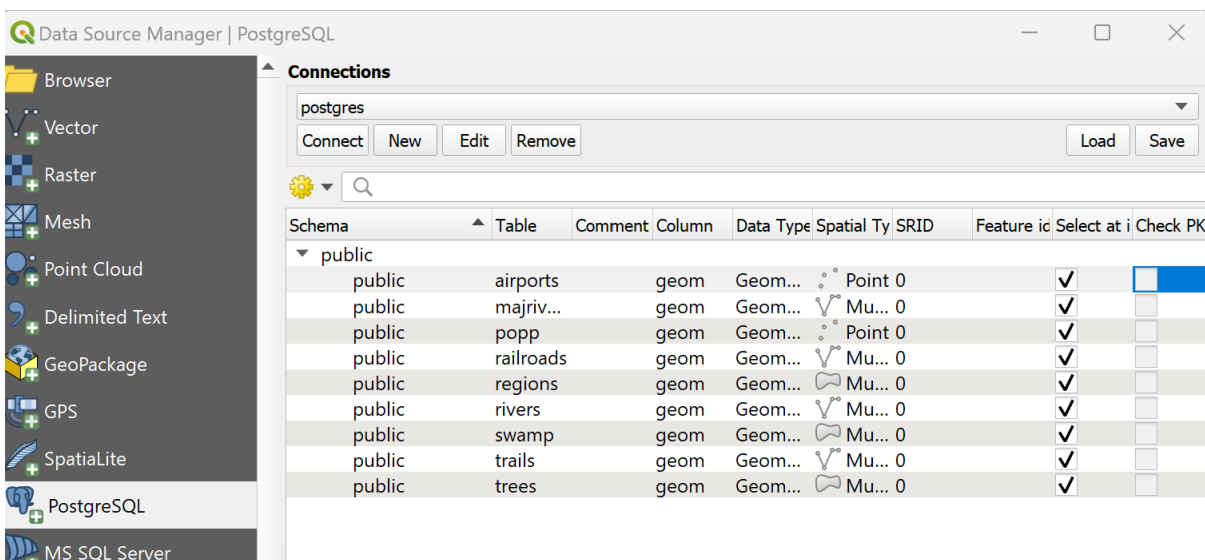 Data Source Manager | PostgreSQL
Browser
Vector
Raster
Mesh
Point Cloud
Delimited Text
GeoPackage
GPS
SpatiaLite
PostgreSQL
MS SQL Server
Connections
postgres
Connect New Edit Remove Load Save
Schema Table Comment Column Data Type Spatial Ty SRID Feature id Select at i Check PK
public
public airports geom Geom... Point 0
public majriv... geom Geom... Mu... 0
public popp geom Geom... Point 0
public railroads geom Geom... Mu... 0
public regions geom Geom... Mu... 0
public rivers geom Geom... Mu... 0
public swamp geom Geom... Mu... 0
public trails geom Geom... Mu... 0
public trees geom Geom... Mu... 0